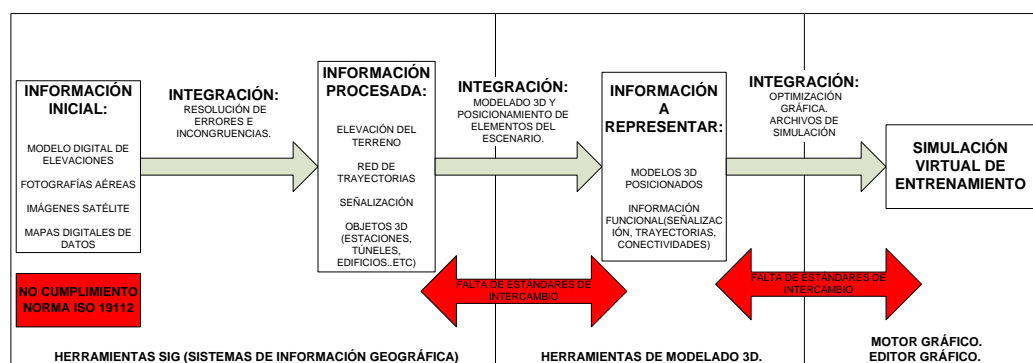 INFORMACIÓN
INICIAL:
MODELO DIGITAL DE
ELEVACIONES
FOTOGRAFÍAS AÉREAS
IMÁGENES SATÉLITE
MAPAS DIGITALES DE
DATOS
NO CUMPLIMIENTO
NORMA ISO 19112
INTEGRACIÓN:
RESOLUCIÓN DE
ERRORES E
INCONGRUENCIAS.
INFORMACIÓN
PROCESADA:
ELEVACIÓN DEL
TERRENO
RED DE
TRAYECTORIAS
SEÑALIZACIÓN
OBJETOS 3D
(ESTACIONES,
TÚNELES,
EDIFICIOS..ETC)
INTEGRACIÓN:
MODELADO 3D Y
POSICIONAMIENTO DE
ELEMENTOS DEL
ESCENARIO.
FALTA DE ESTÁNDARES DE
INTERCAMBIO
INFORMACIÓN
A
REPRESENTAR:
MODELOS 3D
POSICIONADOS
INFORMACIÓN
FUNCIONAL(SEÑALIZAC
IÓN, TRAYECTORIAS,
CONECTIVIDADES)
INTEGRACIÓN:
OPTIMIZACIÓN
GRÁFICA.
ARCHIVOS DE
SIMULACIÓN
FALTA DE ESTÁNDARES DE
INTERCAMBIO
SIMULACIÓN
VIRTUAL DE
ENTRENAMIENTO
HERRAMIENTAS SIG (SISTEMAS DE INFORMACIÓN GEOGRÁFICA)
HERRAMIENTAS DE MODELADO 3D.
MOTOR GRÁFICO.
EDITOR GRÁFICO.